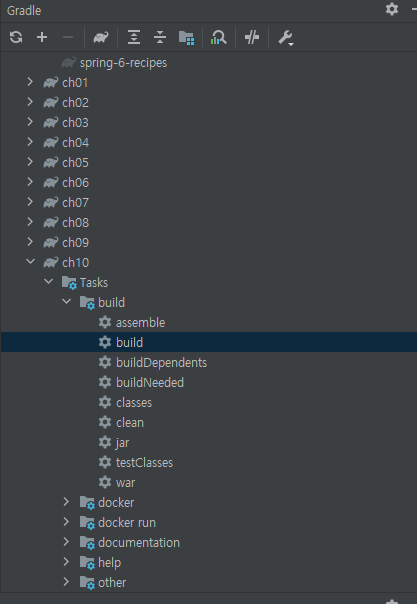 Gradle
spring-6-recipes
ch01
ch02
ch03
ch04
ch05
ch06
ch07
ch08
ch09
ch10
Tasks
build
assemble
build
buildDependents
buildNeeded
classes
clean
jar
testClasses
war
docker
docker run
documentation
help
other